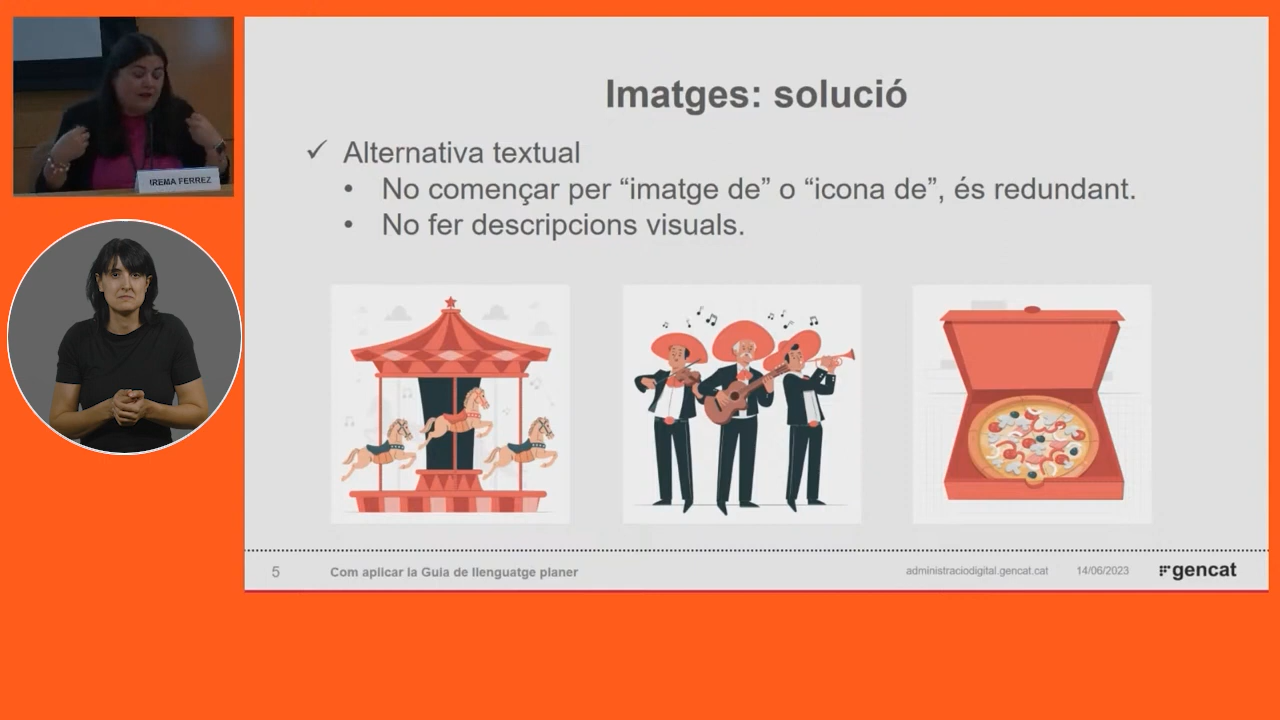 IREMA FERREZ
Imatges: solució
✓ Alternativa textual
• No començar per “imatge de” o “icona de”, és redundant.
• No fer descripcions visuals.
5
Com aplicar la Guia de llenguatge planer
administraciodigital.gencat.cat
14/06/2023
gencat